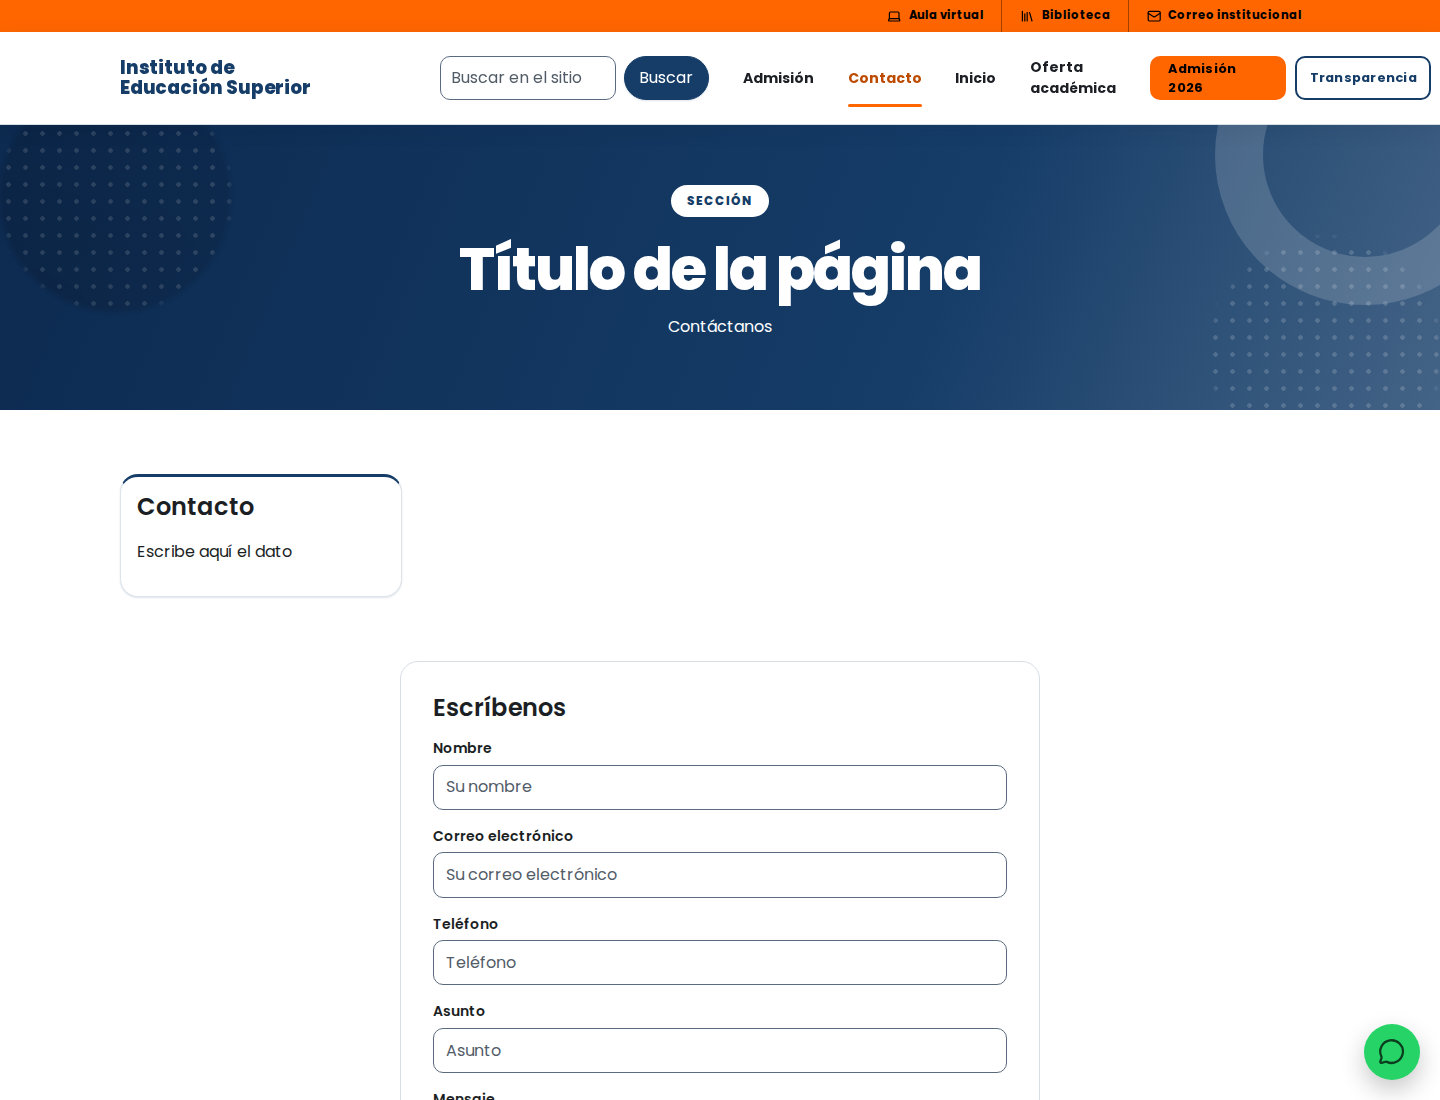 Aula virtual
Biblioteca
Correo institucional
Instituto de
Educación Superior
Buscar en el sitio
Buscar
Admisión
Contacto
Inicio
Oferta
académica
Admisión
2026
Transparencia
SECCIÓN
Título de la página
Contáctanos
Contacto
Escribe aquí el dato
Escríbenos
Nombre
Su nombre
Correo electrónico
Su correo electrónico
Teléfono
Teléfono
Asunto
Asunto
Mensaje